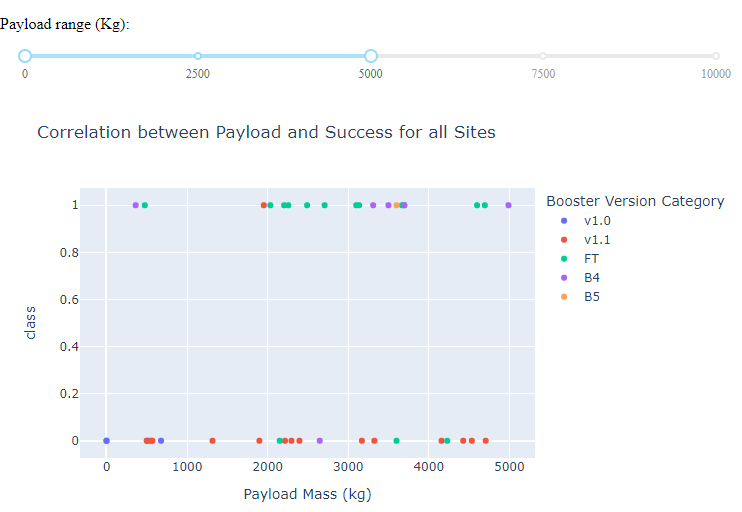 Payload range (Kg):
0 2500 5000 7500 10000
Correlation between Payload and Success for all Sites
Booster Version Category
v1.0
v1.1
FT
B4
B5
class
1
0.8
0.6
0.4
0.2
0
0 1000 2000 3000 4000 5000
Payload Mass (kg)